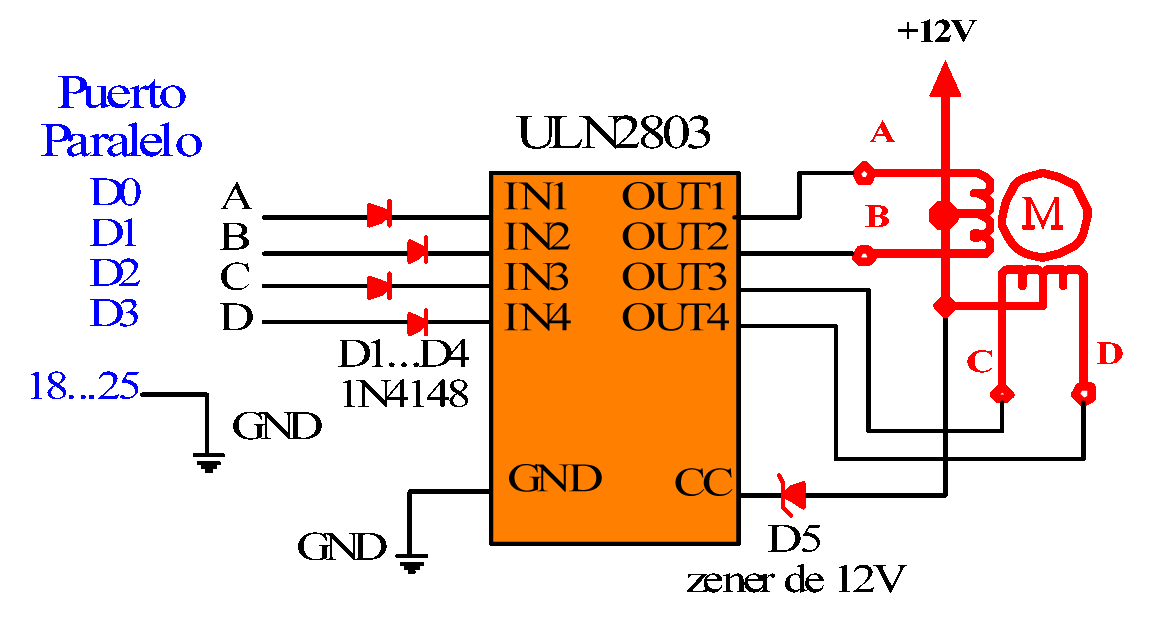 +12V
Puerto
Paralelo
ULN2803
A
D0 A IN1 OUT1
D1 B IN2 OUT2 B M
D2 C IN3 OUT3
D3 D IN4 OUT4
D1...D4 C D
18...25 1N4148
GND
GND CC
GND D5
zener de 12V